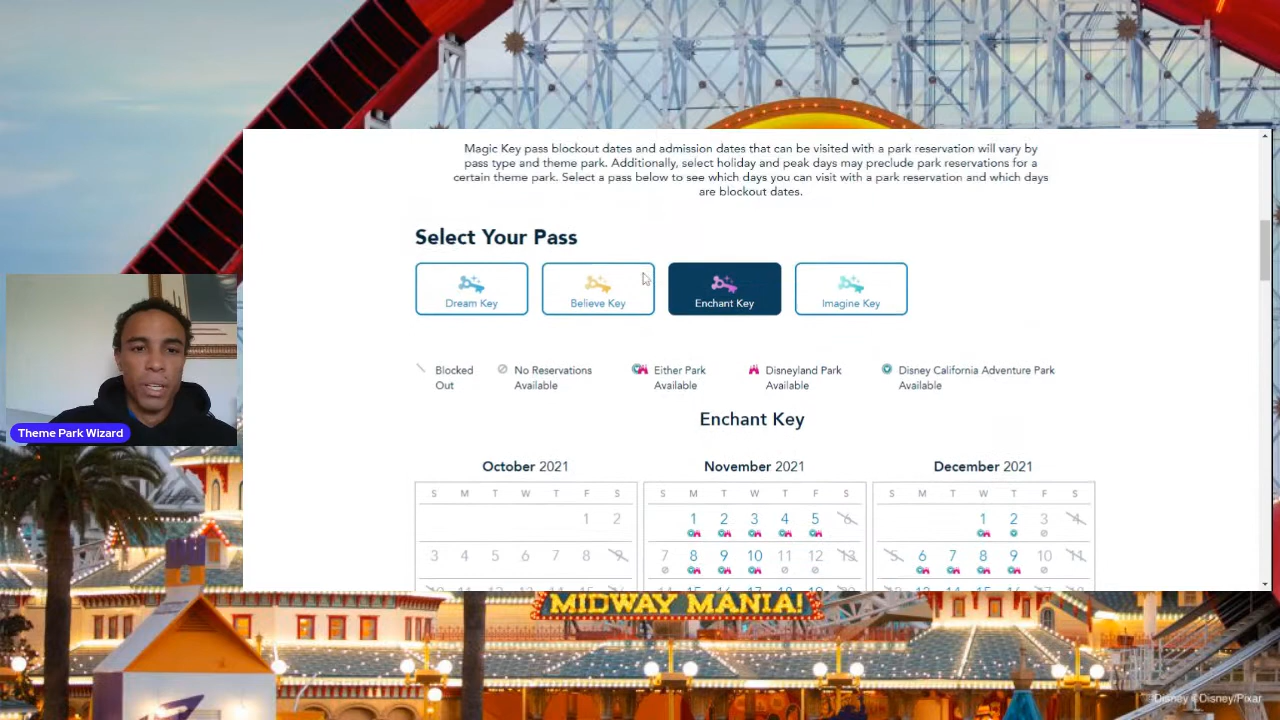 Magic Key pass blockout dates and admission dates that can be visited with a park reservation will vary by
pass type and theme park. Additionally, select holiday and peak days may preclude park reservations for a
certain theme park. Select a pass below to see which days you can visit with a park reservation and which days
are blockout dates.
Select Your Pass
Dream Key
Believe Key
Enchant Key
Imagine Key
Blocked
Out
No Reservations
Available
Either Park
Available
Disneyland Park
Available
Disney California Adventure Park
Available
Enchant Key
October 2021
S M T W T F S
1 2
3 4 5 6 7 8 9
November 2021
S M T W T F S
1 2 3 4 5 6
7 8 9 10 11 12 13
December 2021
S M T W T F S
1 2 3 4
5 6 7 8 9 10 11
Theme Park Wizard
MIDWAY MANIA!
©Disney ©Disney/Pixar